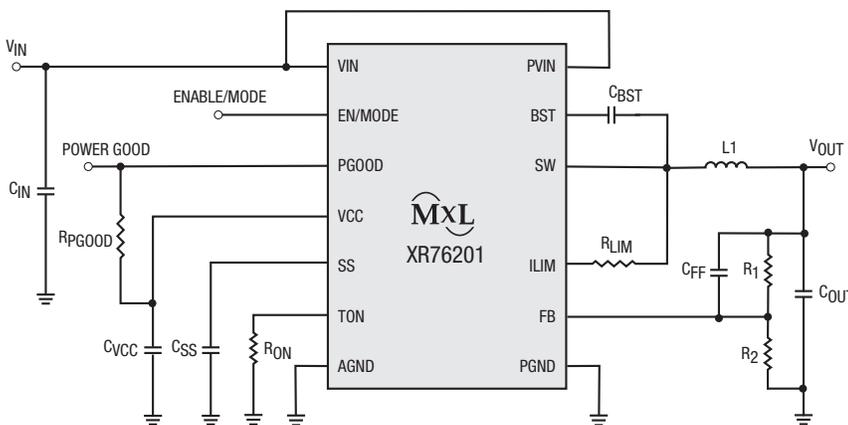 VIN
ENABLE/MODE
POWER GOOD
CIN
RPGOOD
CVCC
CSS
RON
VIN
EN/MODE
PGOOD
VCC
SS
TON
AGND
MxL
XR76201
PVIN
BST
SW
ILIM
FB
PGND
CBST
L1
VOUT
RLIM
CFF
R1
R2
COUT